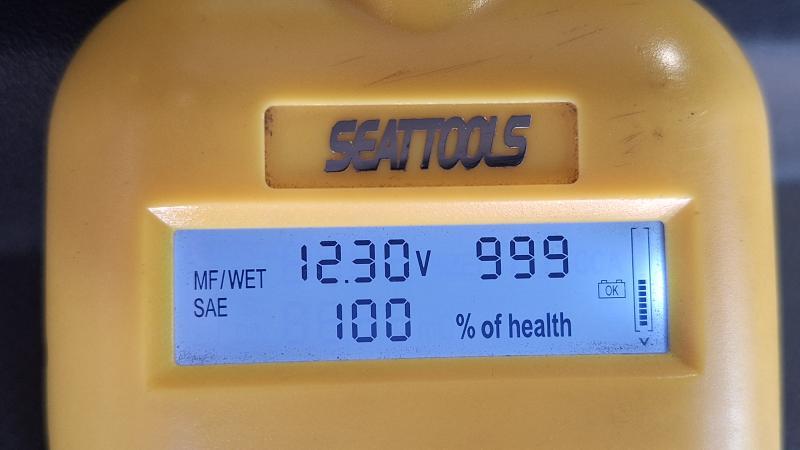 SEATTOOLS
MF/WET 12.30V 999
SAE 100 % of health
OK
V